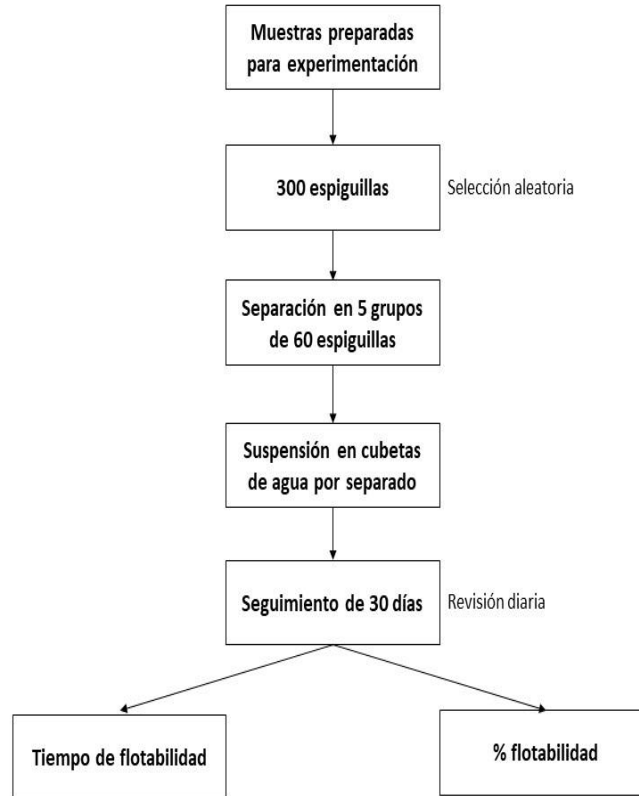 Muestras preparadas
para experimentación
300 espiguillas
Selección aleatoria
Separación en 5 grupos
de 60 espiguillas
Suspensión en cubetas
de agua por separado
Seguimiento de 30 días
Revisión diaria
Tiempo de flotabilidad
% flotabilidad